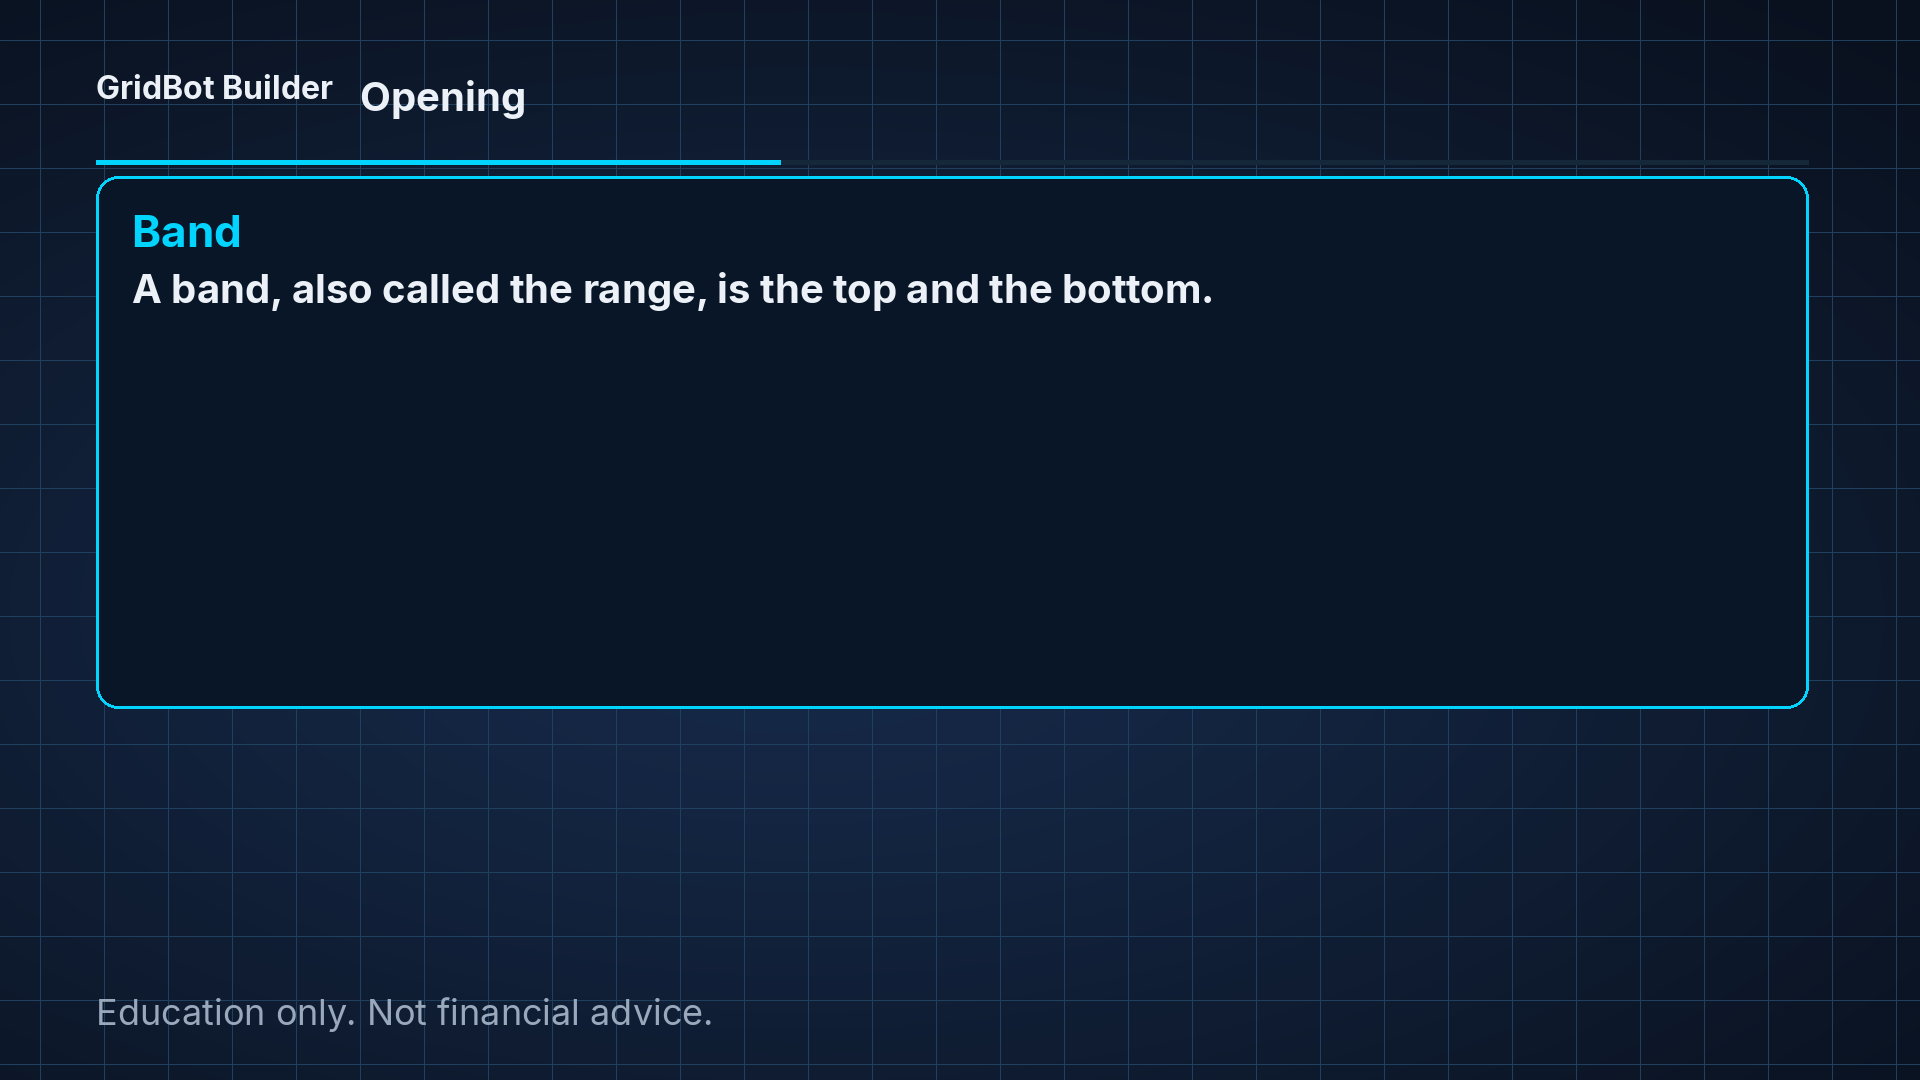 GridBot Builder
Opening
Band
A band, also called the range, is the top and the bottom.
Education only. Not financial advice.